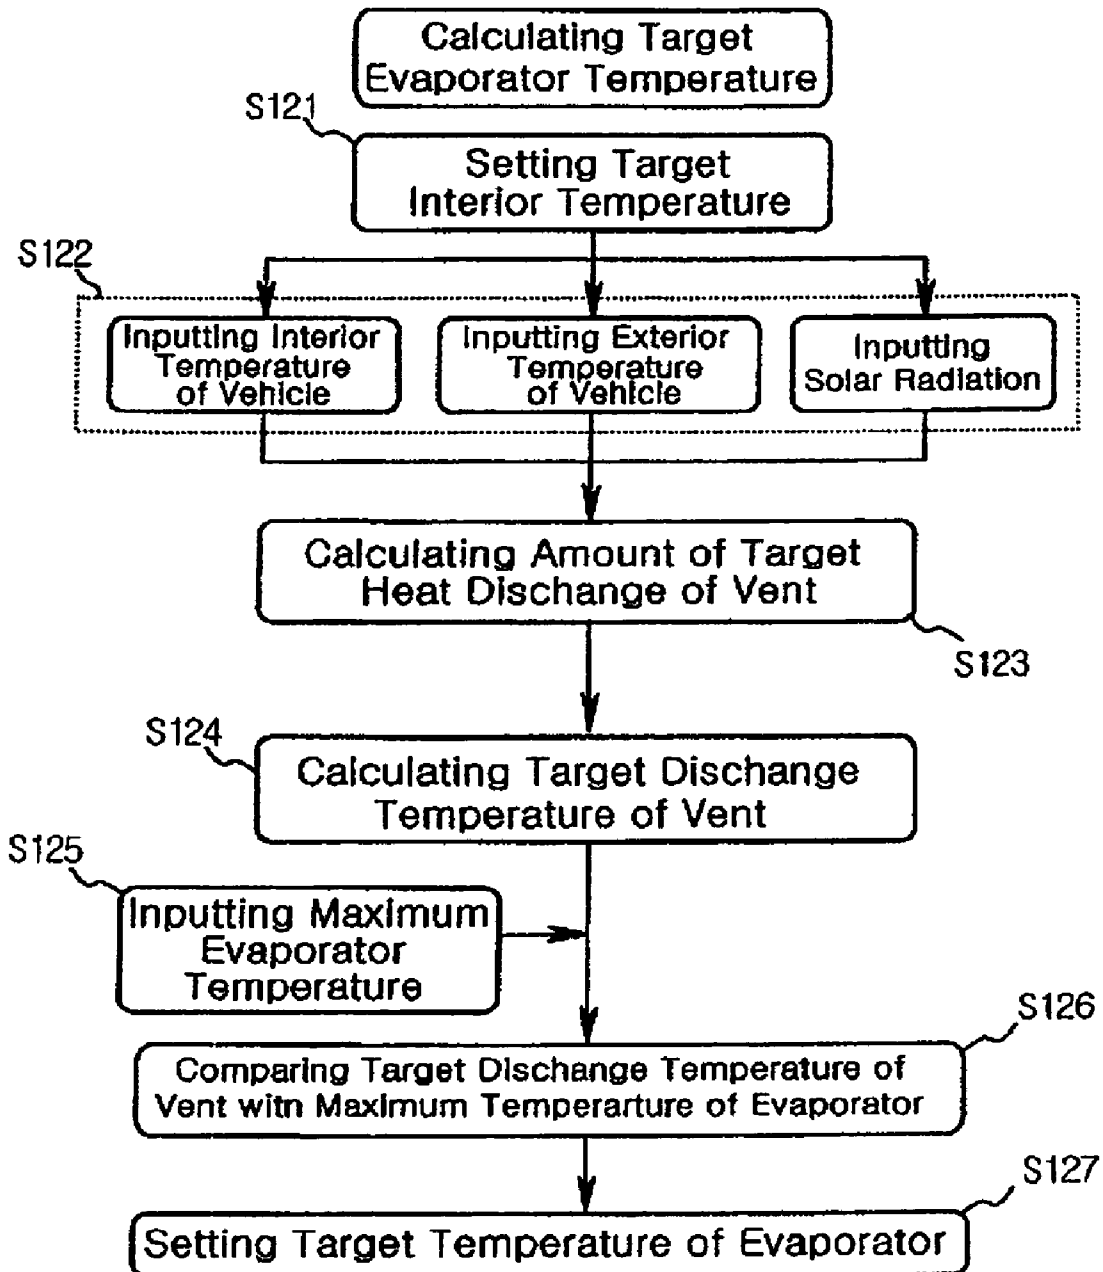 Calculating Target
Evaporator Temperature
S121
Setting Target
Interior Temperature
S122
Inputting Interior
Temperature
of Vehicle
Inputting Exterior
Temperature
of Vehicle
Inputting
Solar Radiation
Calculating Amount of Target
Heat Dischange of Vent
S123
S124
Calculating Target Dischange
Temperature of Vent
S125
Inputting Maximum
Evaporator
Temperature
S126
Comparing Target Dischange Temperature of
Vent witn Maximum Temperarture of Evaporator
S127
Setting Target Temperature of Evaporator